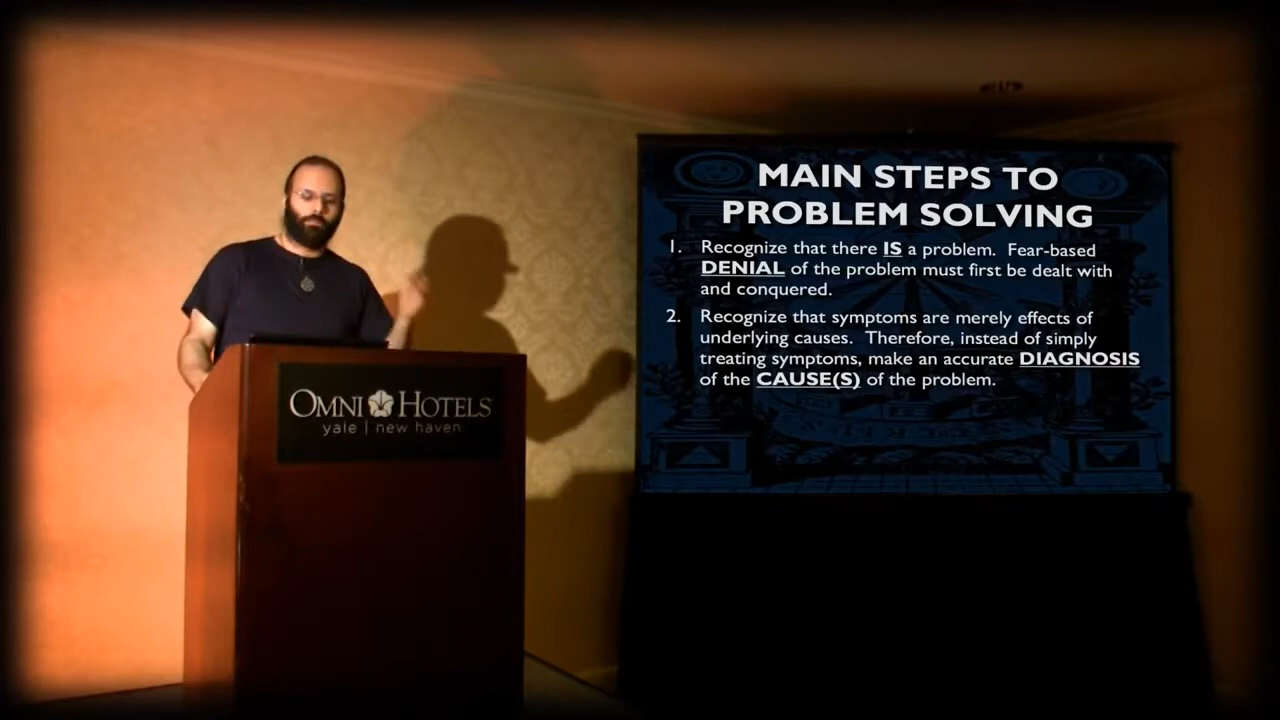 OMNI HOTELS
yale | new haven
MAIN STEPS TO
PROBLEM SOLVING
1. Recognize that there IS a problem. Fear-based
DENIAL of the problem must first be dealt with
and conquered.
2. Recognize that symptoms are merely effects of
underlying causes. Therefore, instead of simply
treating symptoms, make an accurate DIAGNOSIS
of the CAUSE(S) of the problem.